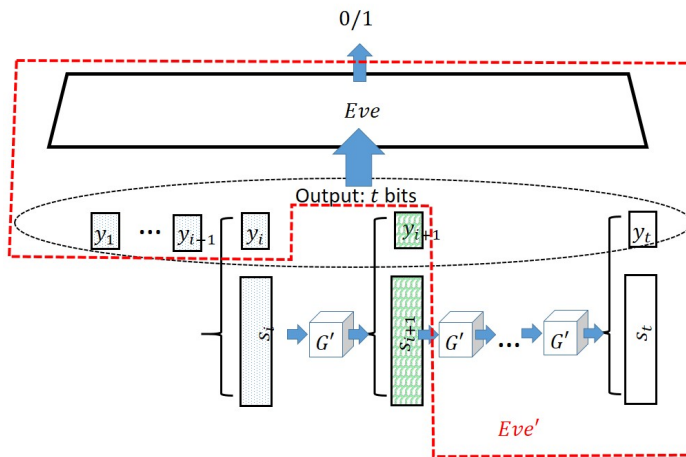 0/1
Eve
Output: t bits
y₁ ... yᵢ₋₁ yᵢ yᵢ₊₁ yₜ
sᵢ G′ sᵢ₊₁ G′ ... G′ sₜ
Eve′